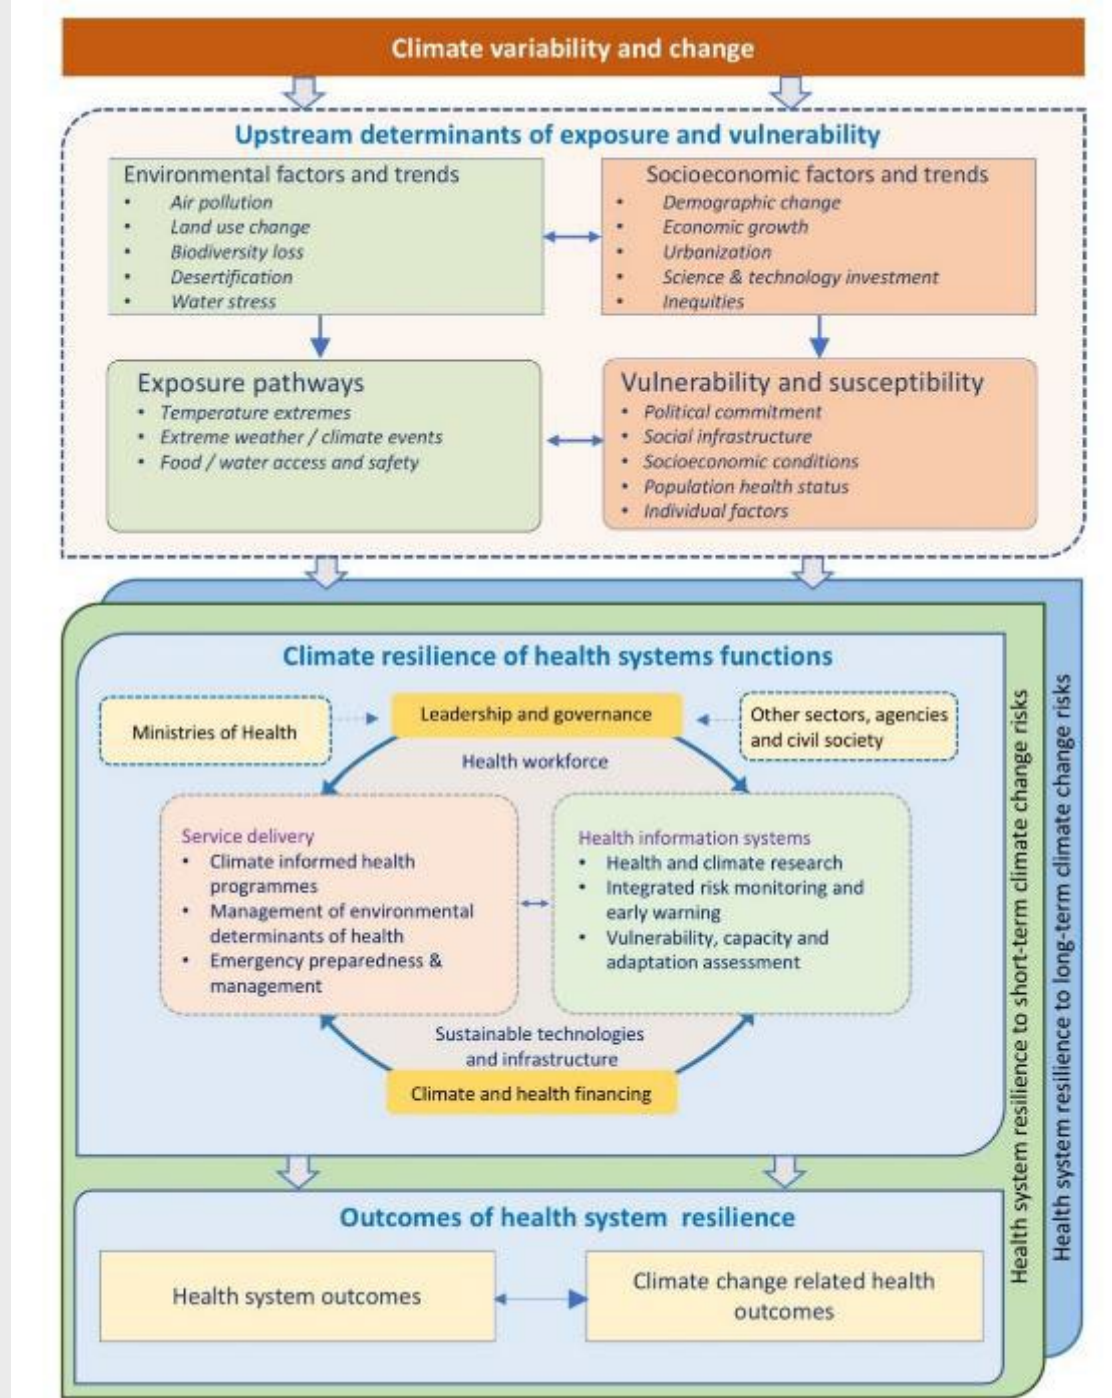 Climate variability and change
Upstream determinants of exposure and vulnerability
Environmental factors and trends
• Air pollution
• Land use change
• Biodiversity loss
• Desertification
• Water stress
Socioeconomic factors and trends
• Demographic change
• Economic growth
• Urbanization
• Science & technology investment
• Inequities
Exposure pathways
• Temperature extremes
• Extreme weather / climate events
• Food / water access and safety
Vulnerability and susceptibility
• Political commitment
• Social infrastructure
• Socioeconomic conditions
• Population health status
• Individual factors
Climate resilience of health systems functions
Ministries of Health
Leadership and governance
Other sectors, agencies
and civil society
Health workforce
Service delivery
• Climate informed health
programmes
• Management of environmental
determinants of health
• Emergency preparedness &
management
Health information systems
• Health and climate research
• Integrated risk monitoring and
early warning
• Vulnerability, capacity and
adaptation assessment
Sustainable technologies
and infrastructure
Climate and health financing
Outcomes of health system resilience
Health system outcomes
Climate change related health
outcomes
Health system resilience to short-term climate change risks
Health system resilience to long-term climate change risks